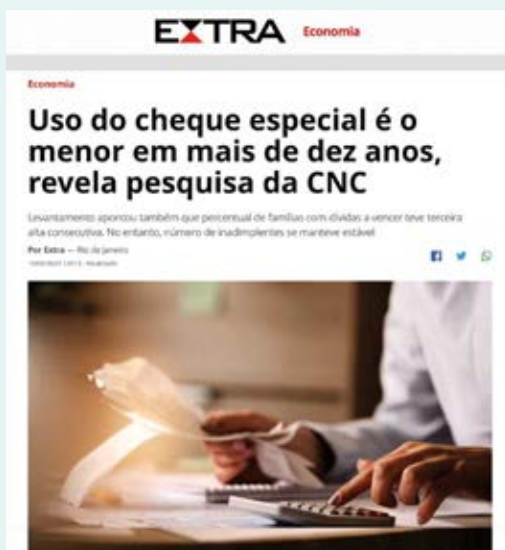 EXTRA Economia
Economia
Uso do cheque especial é o
menor em mais de dez anos,
revela pesquisa da CNC
Levantamento apontou também que percentual de famílias com dívidas a vencer teve terceira
alta consecutiva. No entanto, número de inadimplentes se manteve estável
Por Extra — Rio de Janeiro